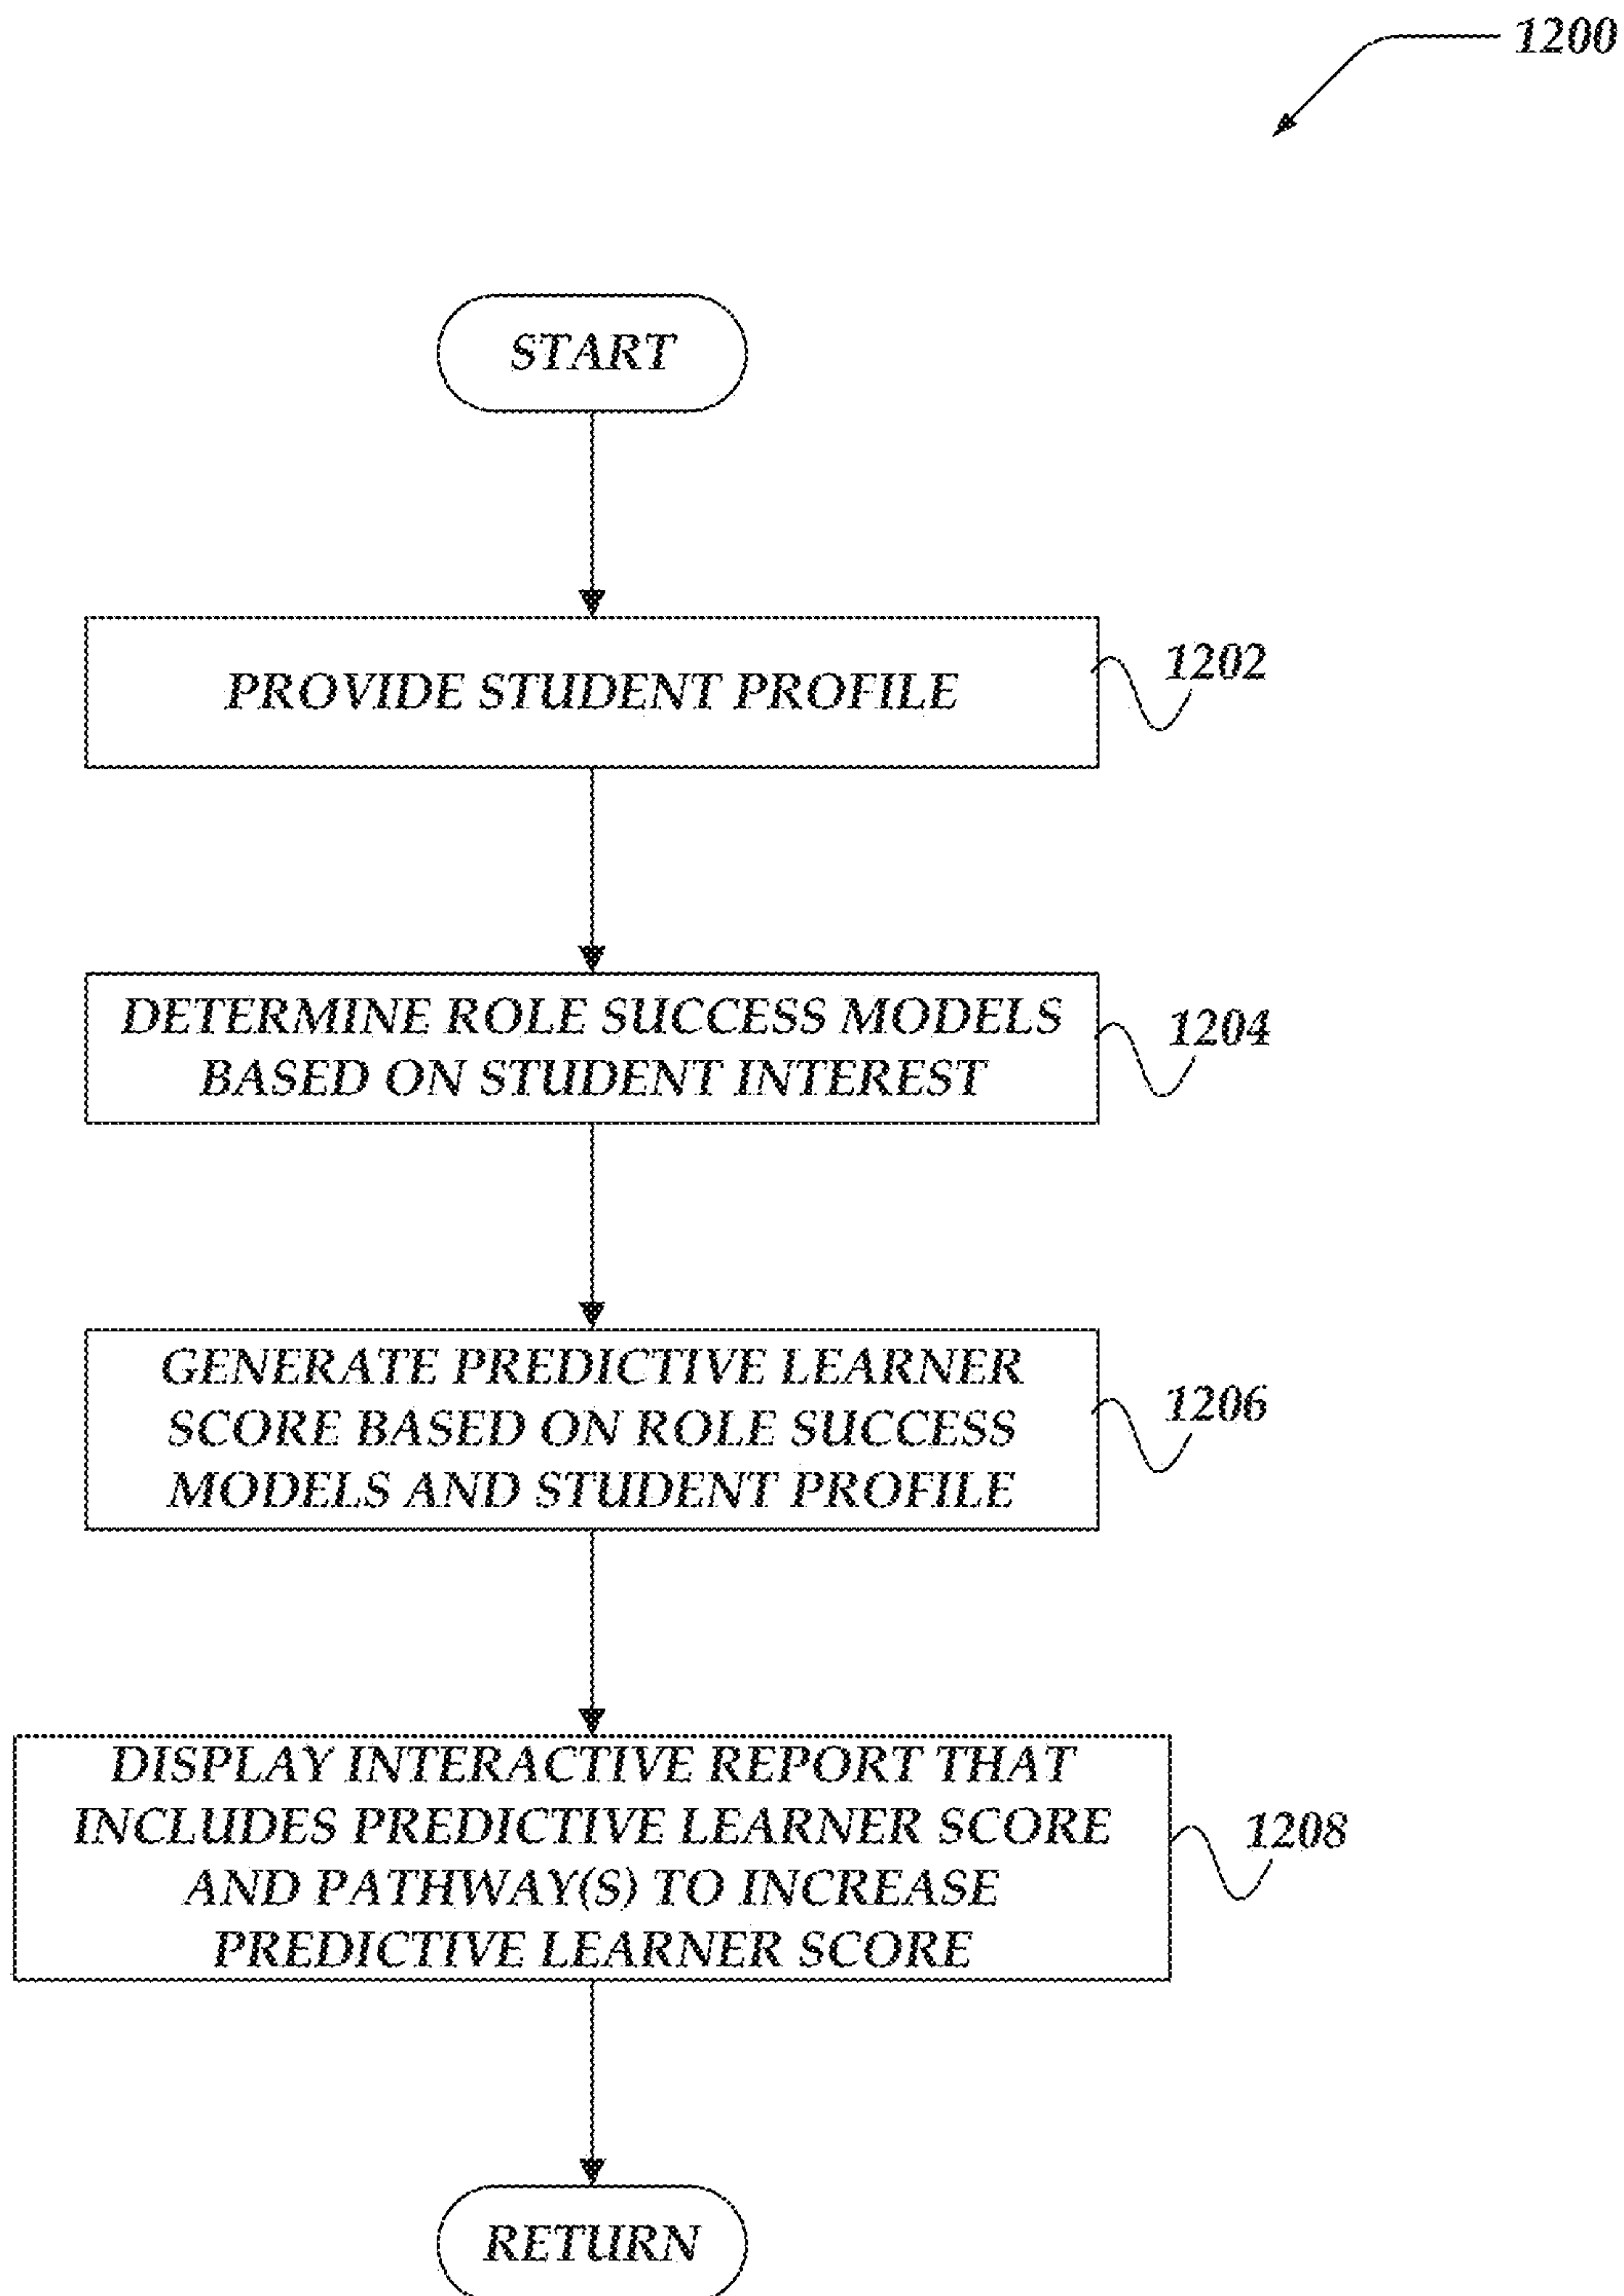 1200
START
PROVIDE STUDENT PROFILE
1202
DETERMINE ROLE SUCCESS MODELS
BASED ON STUDENT INTEREST
1204
GENERATE PREDICTIVE LEARNER
SCORE BASED ON ROLE SUCCESS
MODELS AND STUDENT PROFILE
1206
DISPLAY INTERACTIVE REPORT THAT
INCLUDES PREDICTIVE LEARNER SCORE
AND PATHWAY(S) TO INCREASE
PREDICTIVE LEARNER SCORE
1208
RETURN